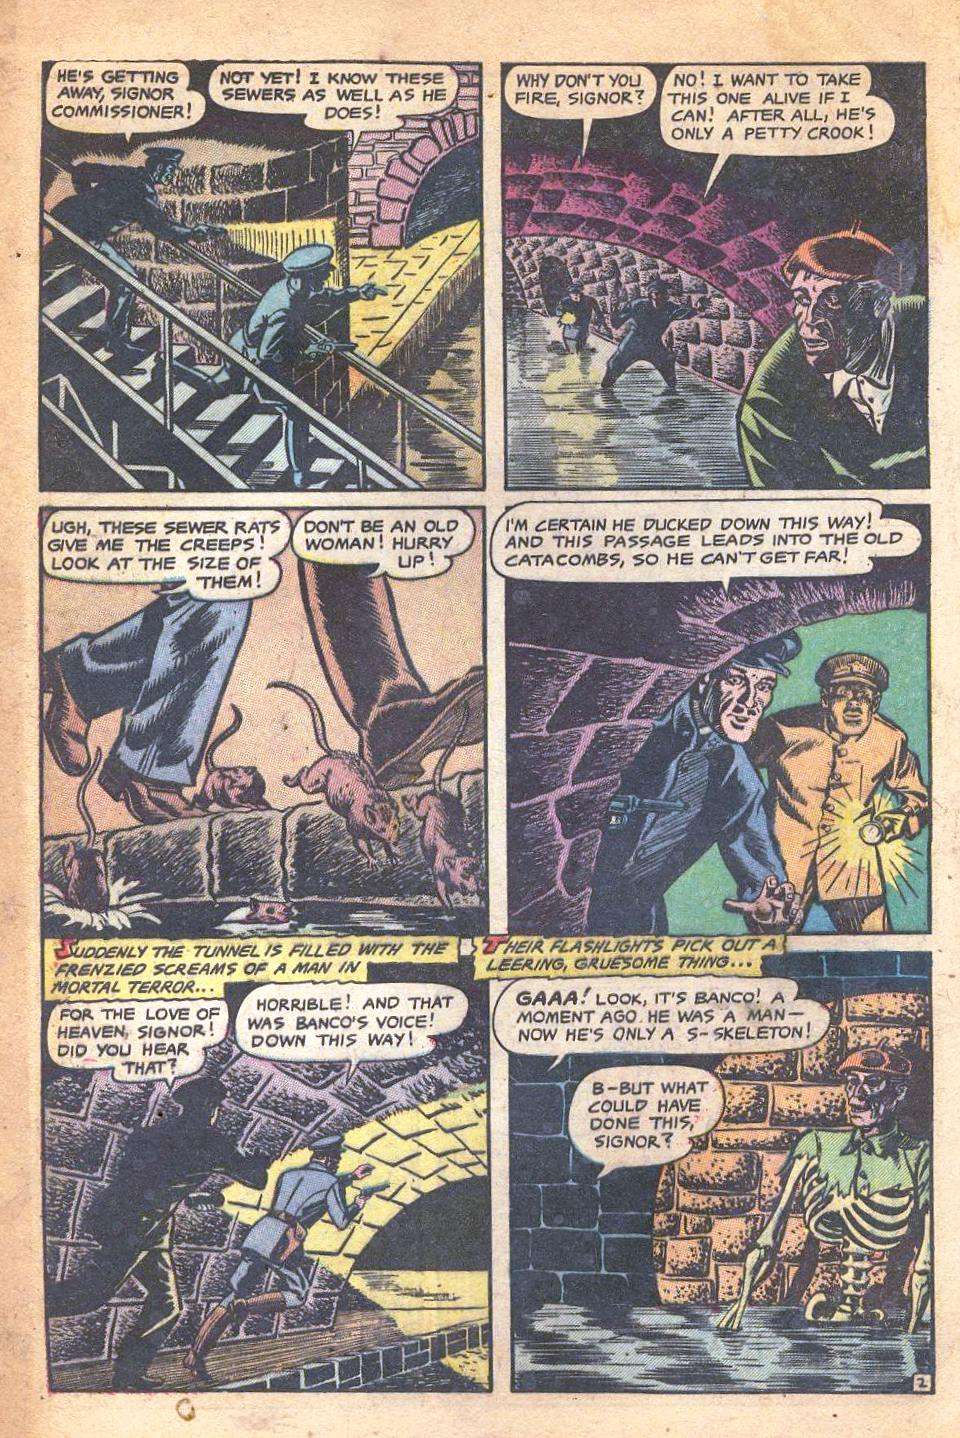 HE'S GETTING
AWAY, SIGNOR
COMMISSIONER!
NOT YET! I KNOW THESE
SEWERS AS WELL AS HE
DOES!
WHY DON'T YOU
FIRE, SIGNOR?
NO! I WANT TO TAKE
THIS ONE ALIVE IF I
CAN! AFTER ALL, HE'S
ONLY A PETTY CROOK!
UGH, THESE SEWER RATS
GIVE ME THE CREEPS!
LOOK AT THE SIZE OF
THEM!
DON'T BE AN OLD
WOMAN! HURRY
UP!
I'M CERTAIN HE DUCKED DOWN THIS WAY!
AND THIS PASSAGE LEADS INTO THE OLD
CATACOMBS, SO HE CAN'T GET FAR!
SUDDENLY THE TUNNEL IS FILLED WITH THE
FRENZIED SCREAMS OF A MAN IN
MORTAL TERROR...
FOR THE LOVE OF
HEAVEN, SIGNOR!
DID YOU HEAR
THAT?
HORRIBLE! AND THAT
WAS BANCO'S VOICE!
DOWN THIS WAY!
THEIR FLASHLIGHTS PICK OUT A
LEERING, GRUESOME THING...
GAAA! LOOK, IT'S BANCO! A
MOMENT AGO HE WAS A MAN—
NOW HE'S ONLY A S-SKELETON!
B-BUT WHAT
COULD HAVE
DONE THIS,
SIGNOR?
2